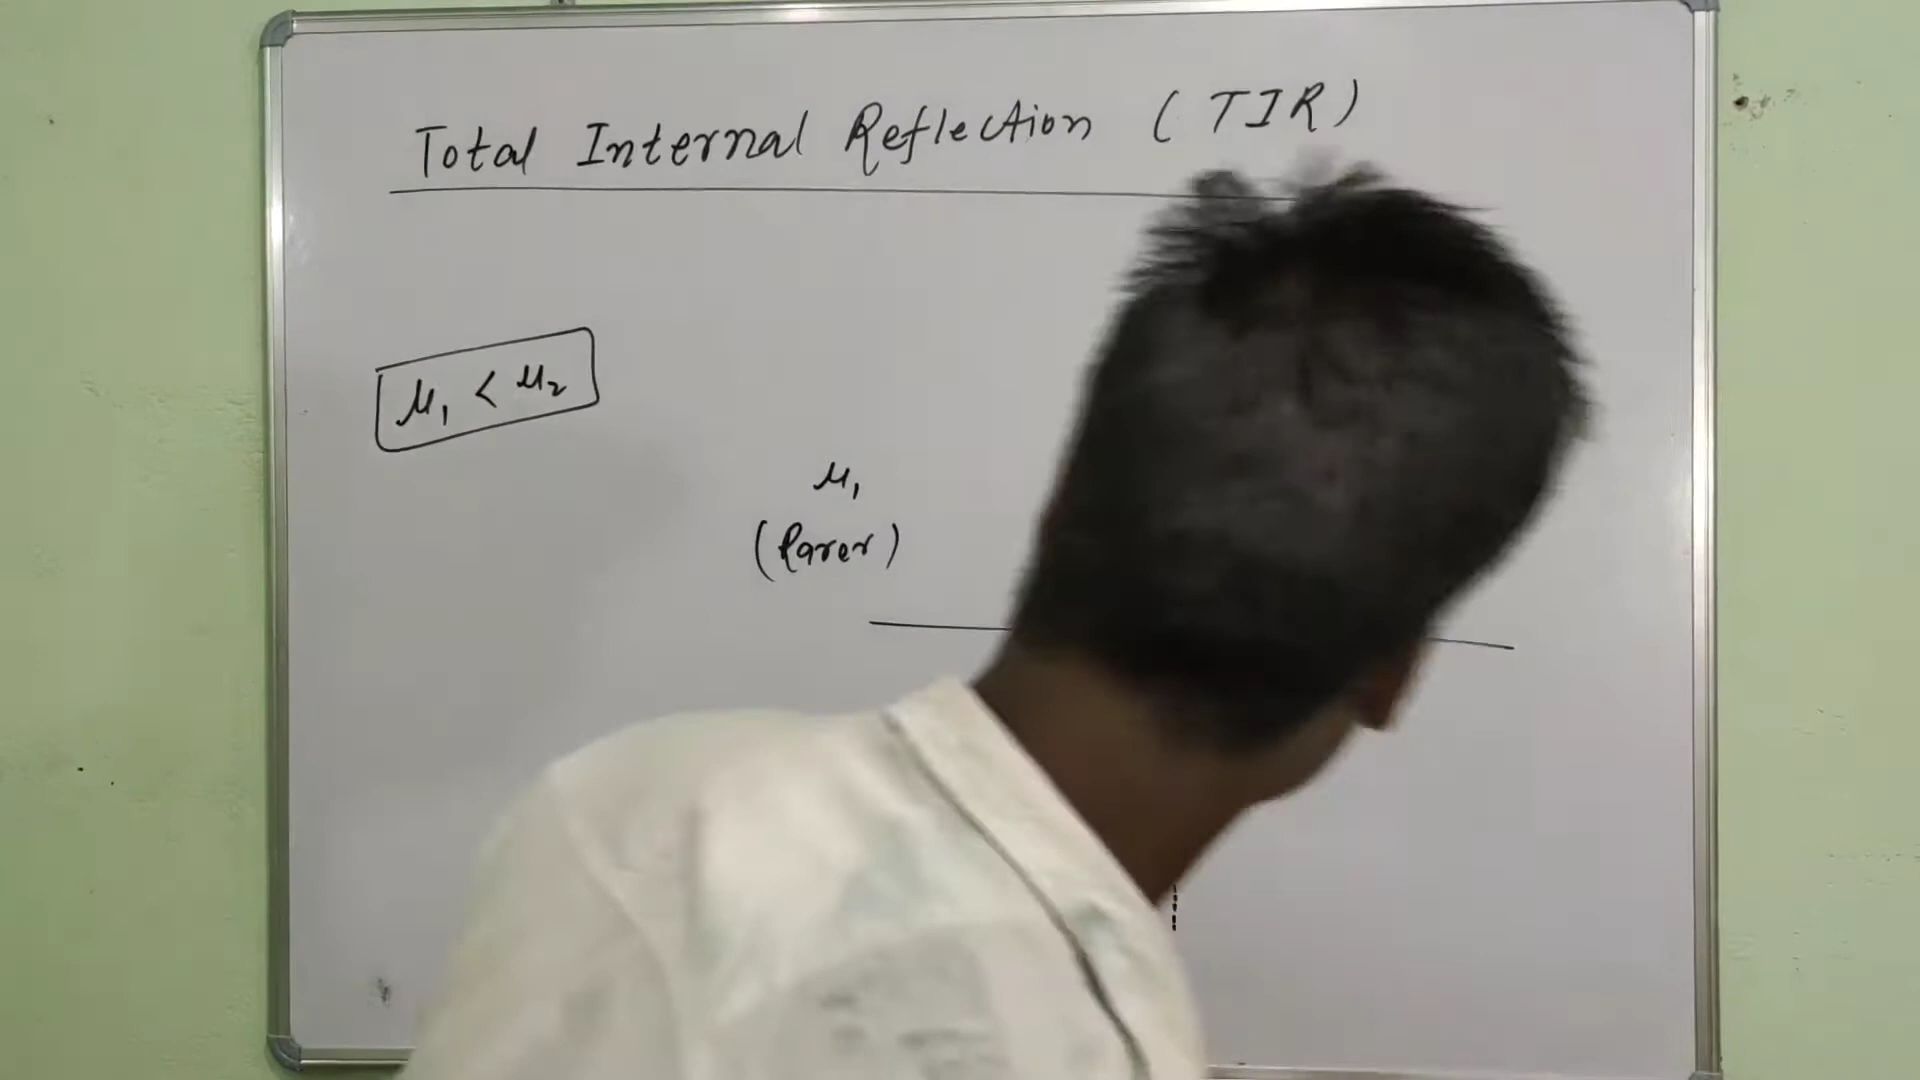 Total Internal Reflection (TIR)
μ₁ < μ₂
μ₁
(Rarer)